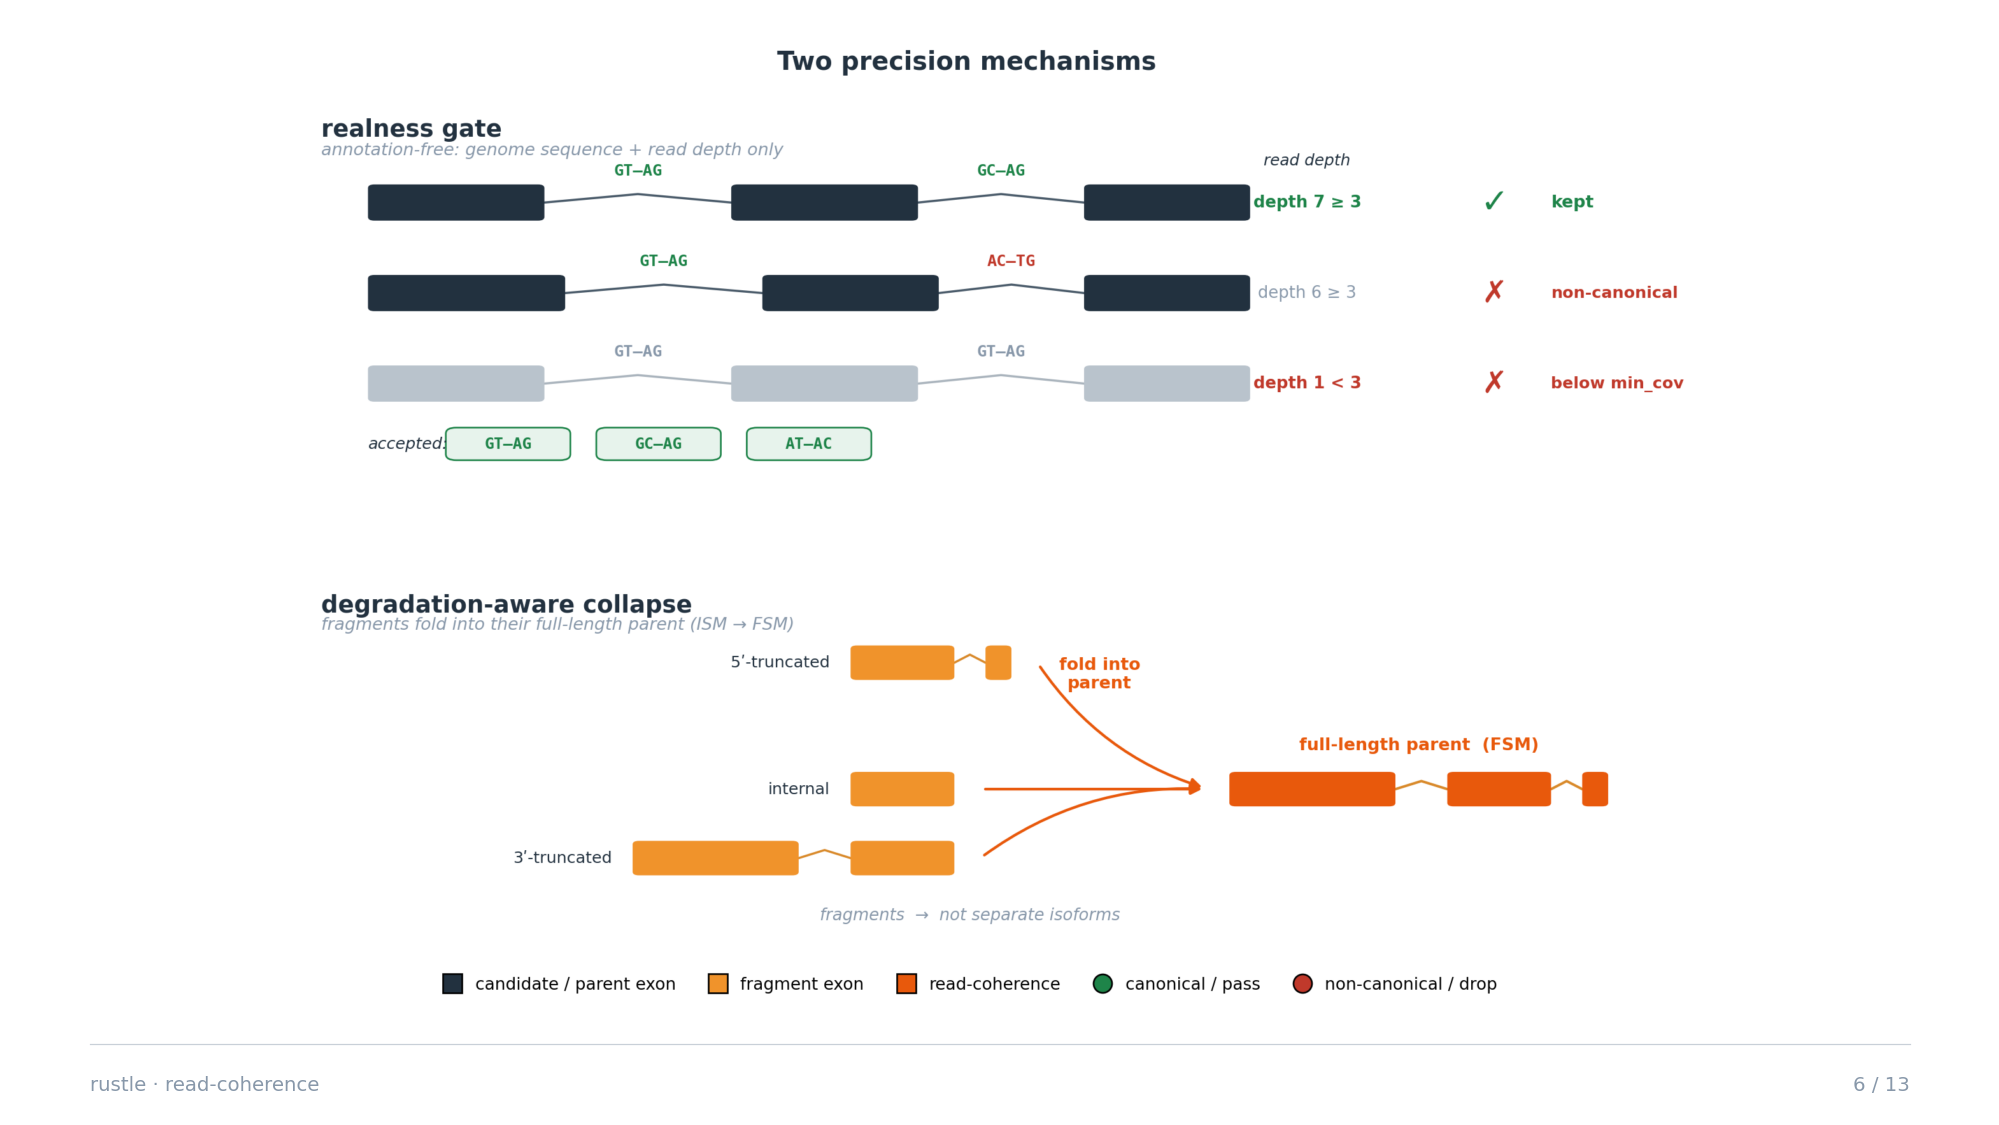 Two precision mechanisms
realness gate
annotation-free: genome sequence + read depth only
read depth
GT—AG GC—AG
depth 7 ≥ 3 ✓ kept
GT—AG AC—TG
depth 6 ≥ 3 ✗ non-canonical
GT—AG GT—AG
depth 1 < 3 ✗ below min_cov
accepted: GT—AG GC—AG AT—AC
degradation-aware collapse
fragments fold into their full-length parent (ISM → FSM)
5′-truncated
fold into
parent
full-length parent (FSM)
internal
3′-truncated
fragments → not separate isoforms
candidate / parent exon fragment exon read-coherence canonical / pass non-canonical / drop
rustle · read-coherence 6 / 13